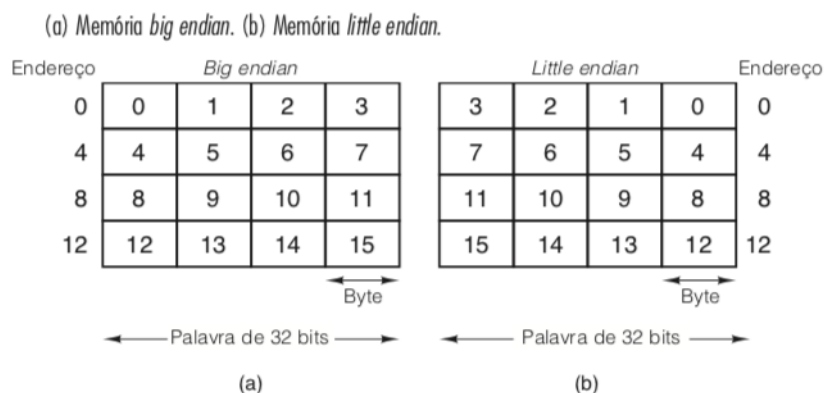 (a) Memória big endian. (b) Memória little endian.
Endereço Big endian Little endian Endereço
0 0 1 2 3 3 2 1 0 0
4 4 5 6 7 7 6 5 4 4
8 8 9 10 11 11 10 9 8 8
12 12 13 14 15 15 14 13 12 12
Byte Byte
Palavra de 32 bits Palavra de 32 bits
(a) (b)